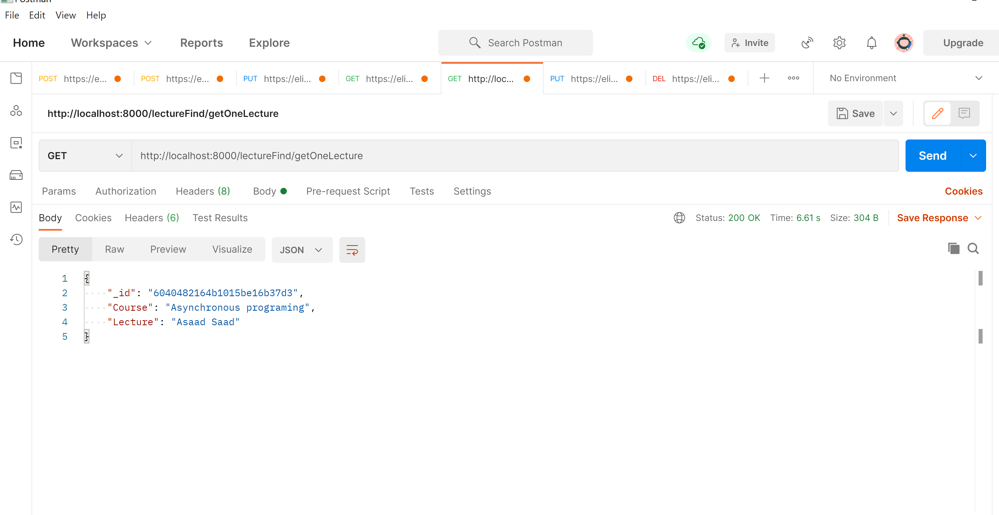 Postman
File Edit View Help
Home Workspaces Reports Explore Search Postman Invite Upgrade
POST https://e... POST https://e... PUT https://eli... GET https://eli... GET http://loc... PUT https://eli... DEL https://eli... No Environment
http://localhost:8000/lectureFind/getOneLecture Save
GET http://localhost:8000/lectureFind/getOneLecture Send
Params Authorization Headers (8) Body Pre-request Script Tests Settings Cookies
Body Cookies Headers (6) Test Results Status: 200 OK Time: 6.61 s Size: 304 B Save Response
Pretty Raw Preview Visualize JSON
1 {
2 "_id": "6040482164b1015be16b37d3",
3 "Course": "Asynchronous programing",
4 "Lecture": "Asaad Saad"
5 }